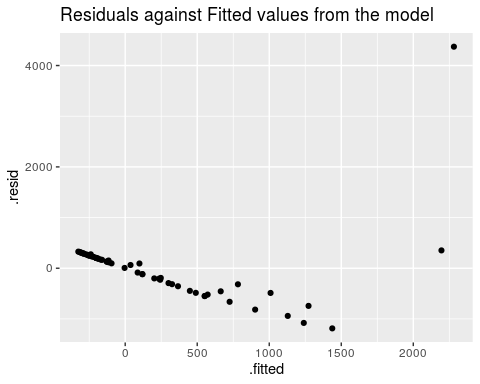 Residuals against Fitted values from the model
4000
2000
0
.resid
0
500
1000
1500
2000
.fitted